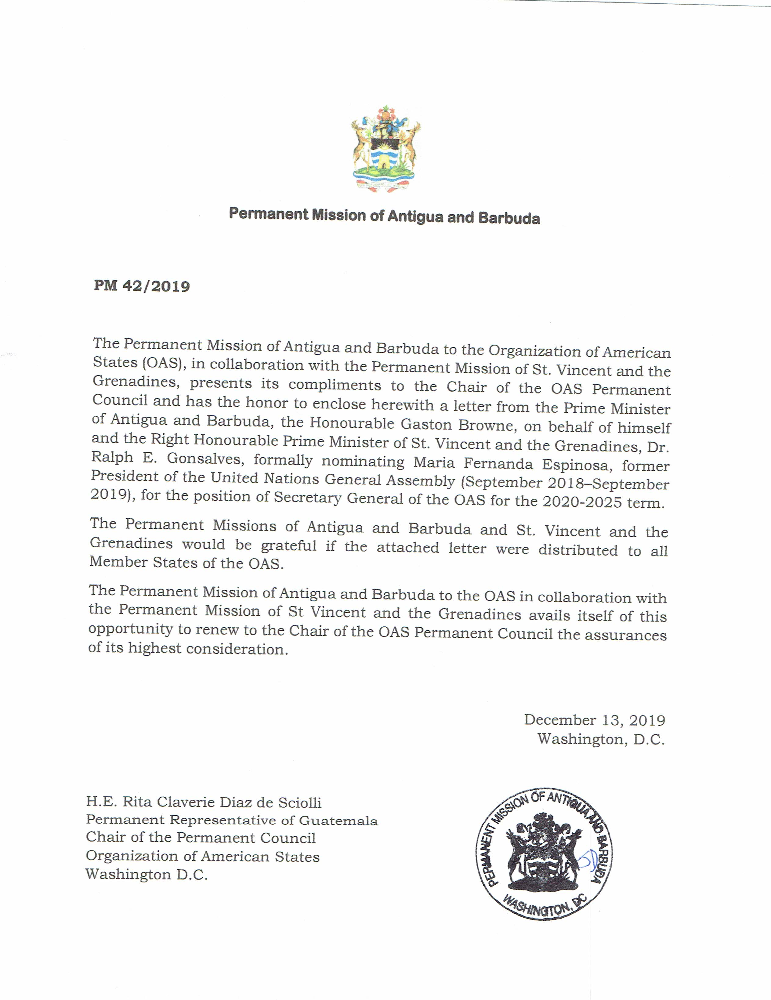 Permanent Mission of Antigua and Barbuda
PM 42/2019
The Permanent Mission of Antigua and Barbuda to the Organization of American
States (OAS), in collaboration with the Permanent Mission of St. Vincent and the
Grenadines, presents its compliments to the Chair of the OAS Permanent
Council and has the honor to enclose herewith a letter from the Prime Minister
of Antigua and Barbuda, the Honourable Gaston Browne, on behalf of himself
and the Right Honourable Prime Minister of St. Vincent and the Grenadines, Dr.
Ralph E. Gonsalves, formally nominating Maria Fernanda Espinosa, former
President of the United Nations General Assembly (September 2018–September
2019), for the position of Secretary General of the OAS for the 2020-2025 term.
The Permanent Missions of Antigua and Barbuda and St. Vincent and the
Grenadines would be grateful if the attached letter were distributed to all
Member States of the OAS.
The Permanent Mission of Antigua and Barbuda to the OAS in collaboration with
the Permanent Mission of St Vincent and the Grenadines avails itself of this
opportunity to renew to the Chair of the OAS Permanent Council the assurances
of its highest consideration.
December 13, 2019
Washington, D.C.
H.E. Rita Claverie Diaz de Sciolli
Permanent Representative of Guatemala
Chair of the Permanent Council
Organization of American States
Washington D.C.
PERMANENT MISSION OF ANTIGUA AND BARBUDA
WASHINGTON, DC